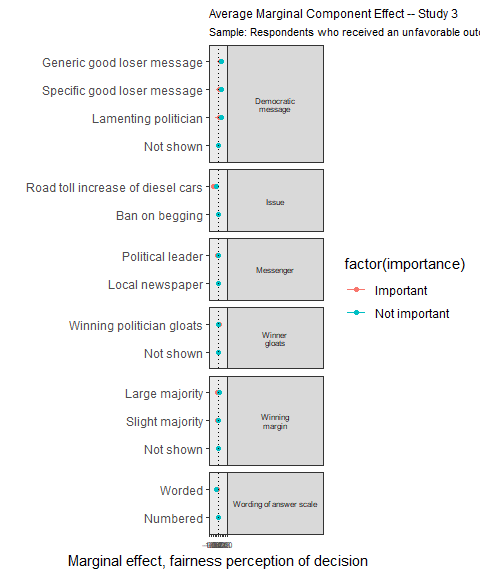 Average Marginal Component Effect -- Study 3
Sample: Respondents who received an unfavorable out
Generic good loser message
Specific good loser message
Lamenting politician
Not shown
Democratic
message
Road toll increase of diesel cars
Ban on begging
Issue
Political leader
Local newspaper
Messenger
Winning politician gloats
Not shown
Winner
gloats
Large majority
Slight majority
Not shown
Winning
margin
Worded
Numbered
Wording of answer scale
factor(importance)
Important
Not important
Marginal effect, fairness perception of decision